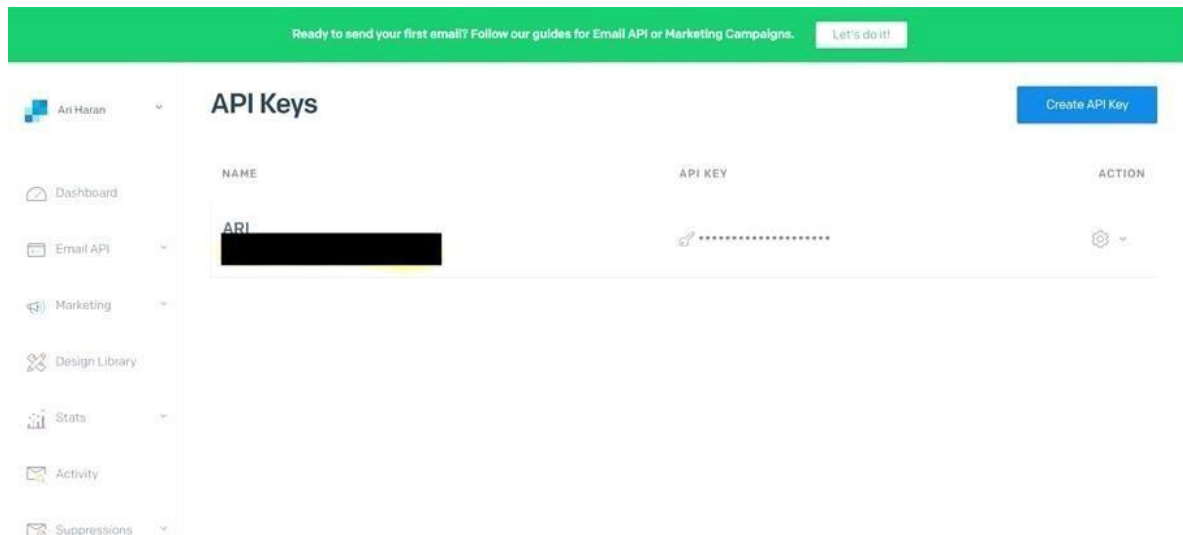 Ready to send your first email? Follow our guides for Email API or Marketing Campaigns.
Let's do it!
Ari Haran
API Keys
Create API Key
NAME
API KEY
ACTION
Dashboard
ARI
Email API
Marketing
Design Library
Stats
Activity
Suppressions